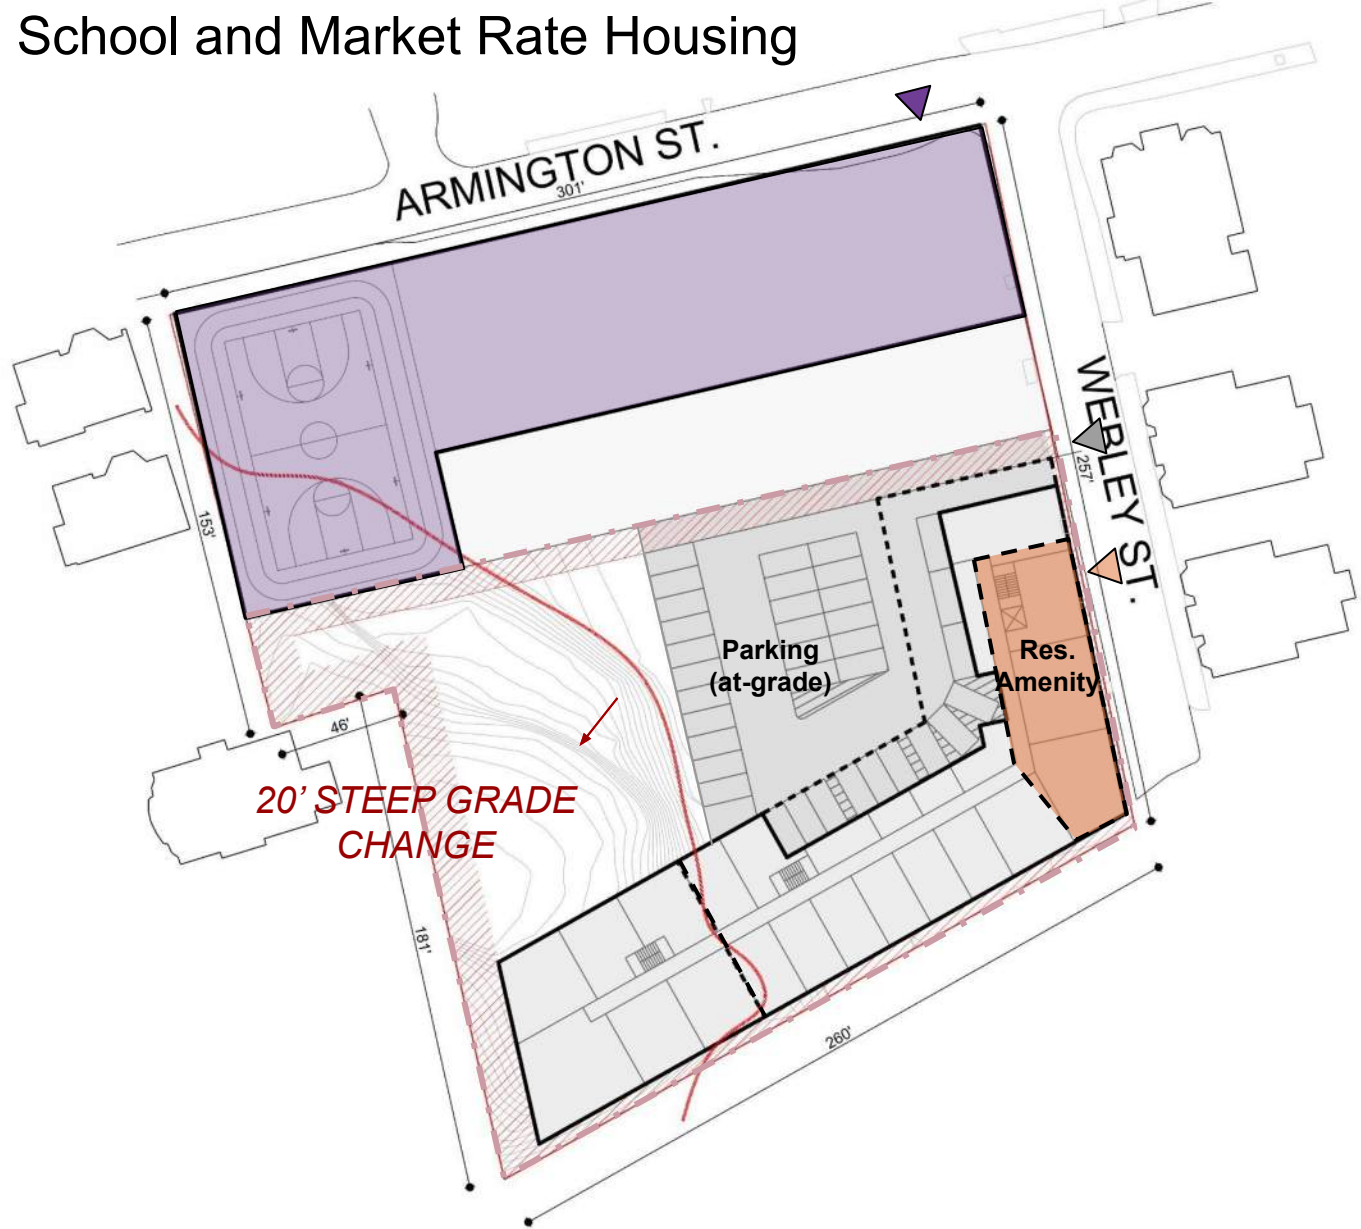 School and Market Rate Housing
ARMINGTON ST.
301'
WEBLEY ST.
257'
153'
Parking
(at-grade)
Res.
Amenity
46'
20’ STEEP GRADE
CHANGE
181'
260'